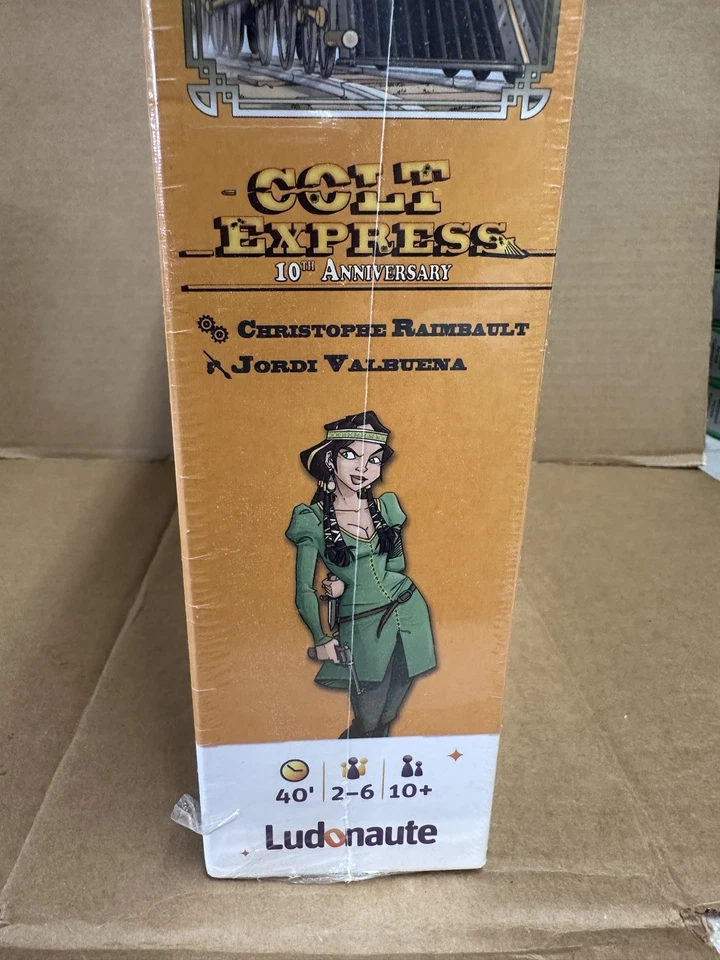 COLT
EXPRESS
10TH ANNIVERSARY
CHRISTOPHE RAIMBAULT
JORDI VALBUENA
40' 2-6 10+
Ludonaute